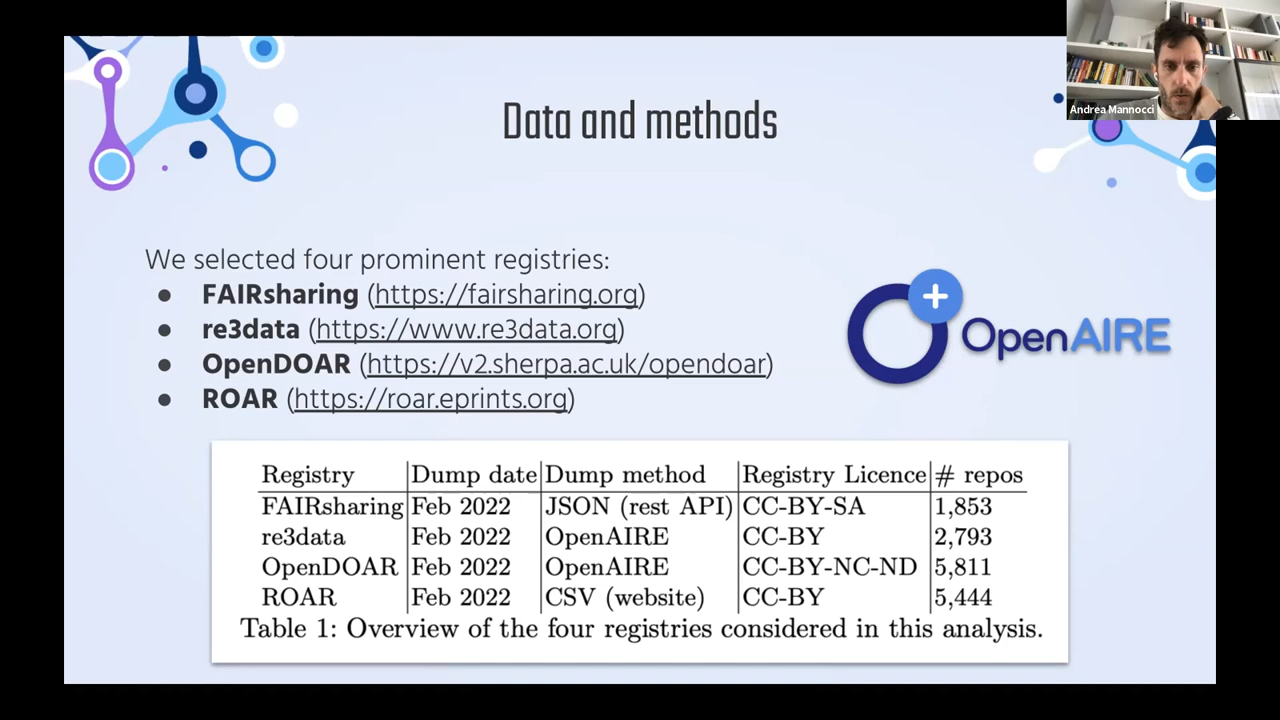 Andrea Mannocci
Data and methods
We selected four prominent registries:
● FAIRsharing (https://fairsharing.org)
● re3data (https://www.re3data.org)
● OpenDOAR (https://v2.sherpa.ac.uk/opendoar)
● ROAR (https://roar.eprints.org)
OpenAIRE
Registry Dump date Dump method Registry Licence # repos
FAIRsharing Feb 2022 JSON (rest API) CC-BY-SA 1,853
re3data Feb 2022 OpenAIRE CC-BY 2,793
OpenDOAR Feb 2022 OpenAIRE CC-BY-NC-ND 5,811
ROAR Feb 2022 CSV (website) CC-BY 5,444
Table 1: Overview of the four registries considered in this analysis.